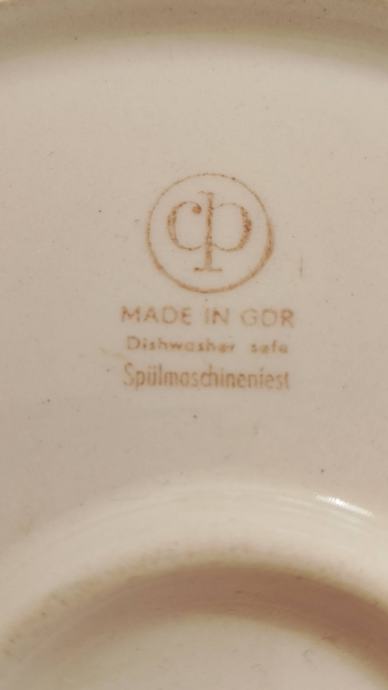 cp
MADE IN GDR
Dishwasher safe
Spülmaschinenfest